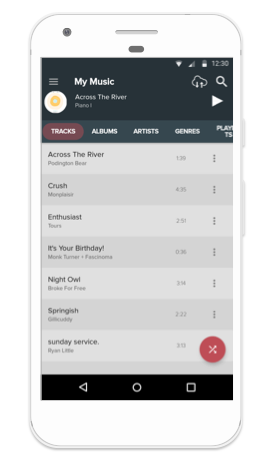 12:30
My Music
Across The River
Piano I
TRACKS ALBUMS ARTISTS GENRES PLAYLI
TS
Across The River 1:39
Podington Bear
Crush 4:35
Monplaisir
Enthusiast 2:51
Tours
It's Your Birthday! 0:36
Monk Turner + Fascinoma
Night Owl 3:14
Broke For Free
Springish 2:22
Gillicuddy
sunday service. 3:13
Ryan Little